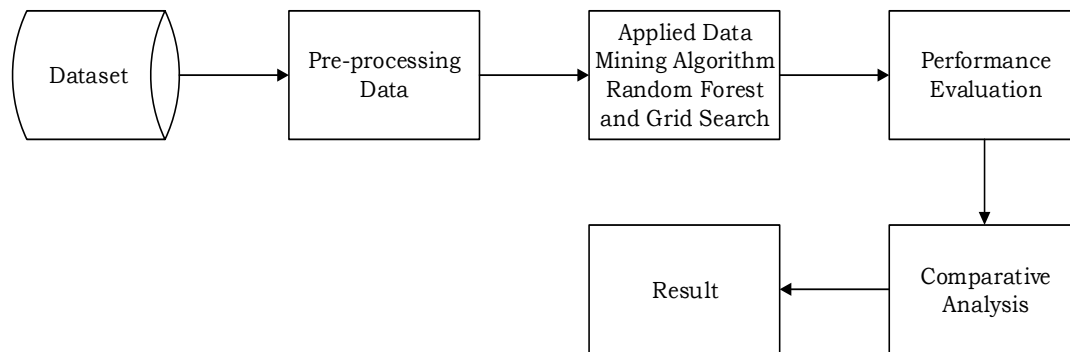 Dataset
Pre-processing
Data
Applied Data
Mining Algorithm
Random Forest
and Grid Search
Performance
Evaluation
Comparative
Analysis
Result